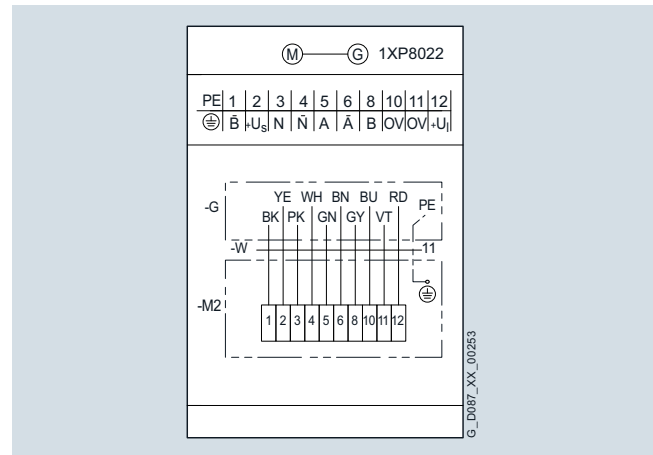 M G 1XP8022
PE 1 2 3 4 5 6 8 10 11 12
B̄ +Us N N̄ A Ā B OV OV +UI
YE WH BN BU RD
-G PE
BK PK GN GY VT
-W 11
-M2
1 2 3 4 5 6 8 10 11 12
G_D087_XX_00253